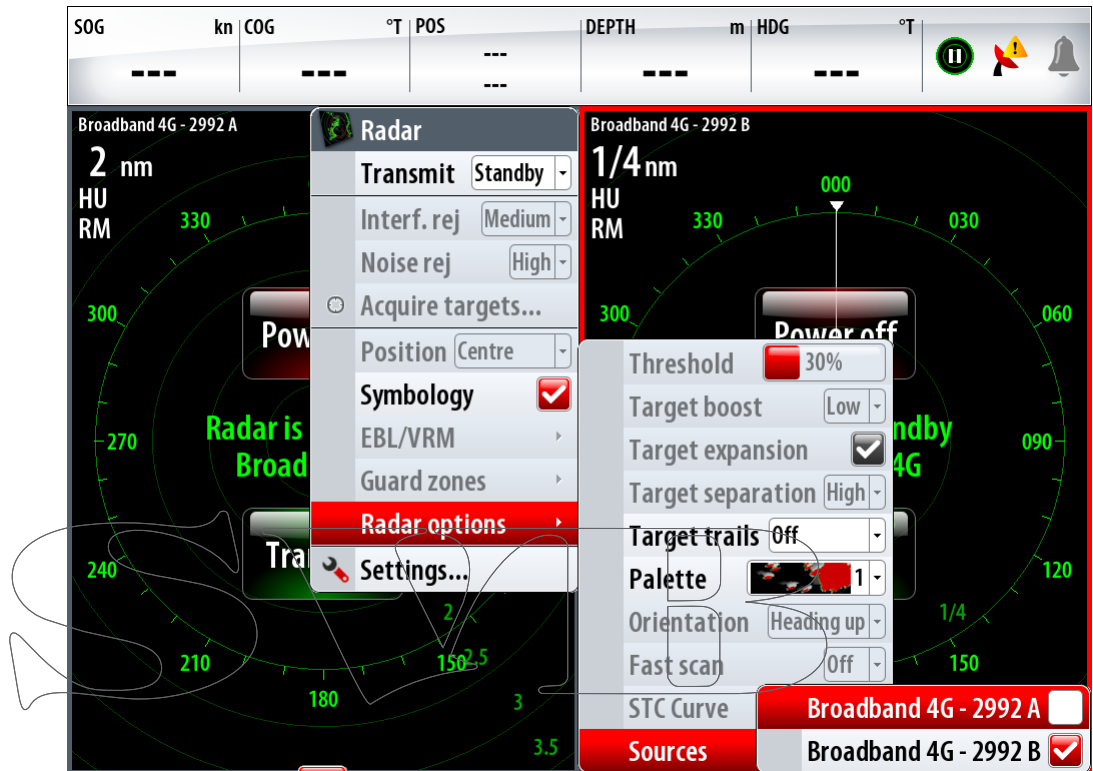 SOG kn COG °T POS DEPTH m HDG °T
--- --- --- --- ---
---
Broadband 4G - 2992 A
2 nm
HU
RM
330
300
270
240
210
180
150
2
2.5
3
3.5
Radar is
Broad
Radar
Transmit Standby
Interf. rej Medium
Noise rej High
Acquire targets...
Position Centre
Symbology
EBL/VRM
Guard zones
Radar options
Settings...
Broadband 4G - 2992 B
1/4 nm
HU
RM
000
330 030
300 060
Power off
090
4G
120
1/4
150
Threshold 30%
Target boost Low
Target expansion
Target separation High
Target trails Off
Palette 1
Orientation Heading up
Fast scan Off
STC Curve
Sources
Broadband 4G - 2992 A
Broadband 4G - 2992 B